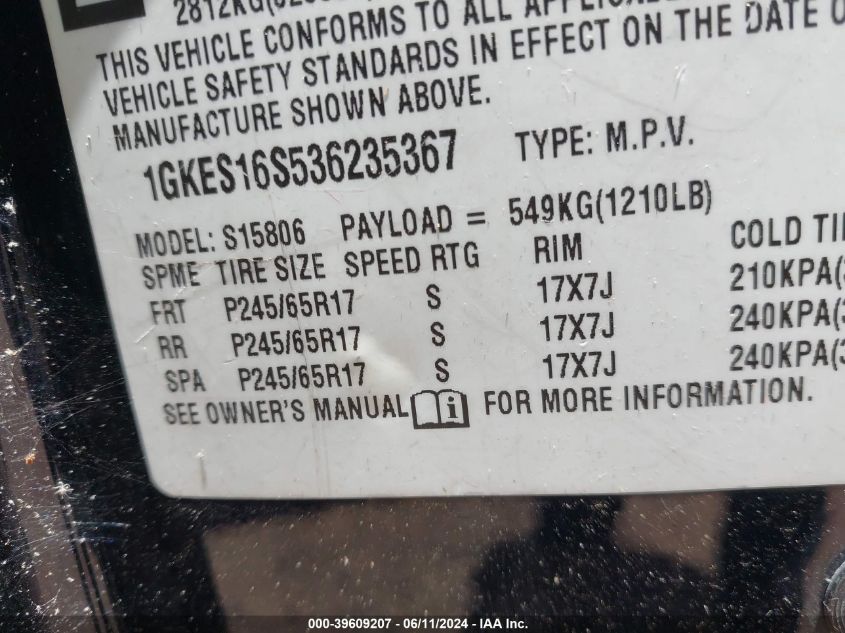 2812KG(
THIS VEHICLE CONFORMS TO ALL
VEHICLE SAFETY STANDARDS IN EFFECT ON THE DATE
MANUFACTURE SHOWN ABOVE.
1GKES16S536235367 TYPE: M.P.V.
MODEL: S15806 PAYLOAD = 549KG(1210LB)
SPME TIRE SIZE SPEED RTG RIM COLD
FRT P245/65R17 S 17X7J 210KPA(
RR P245/65R17 S 17X7J 240KPA(
SPA P245/65R17 S 17X7J 240KPA(
SEE OWNER'S MANUAL i FOR MORE INFORMATION.
000-39609207 - 06/11/2024 - IAA Inc.